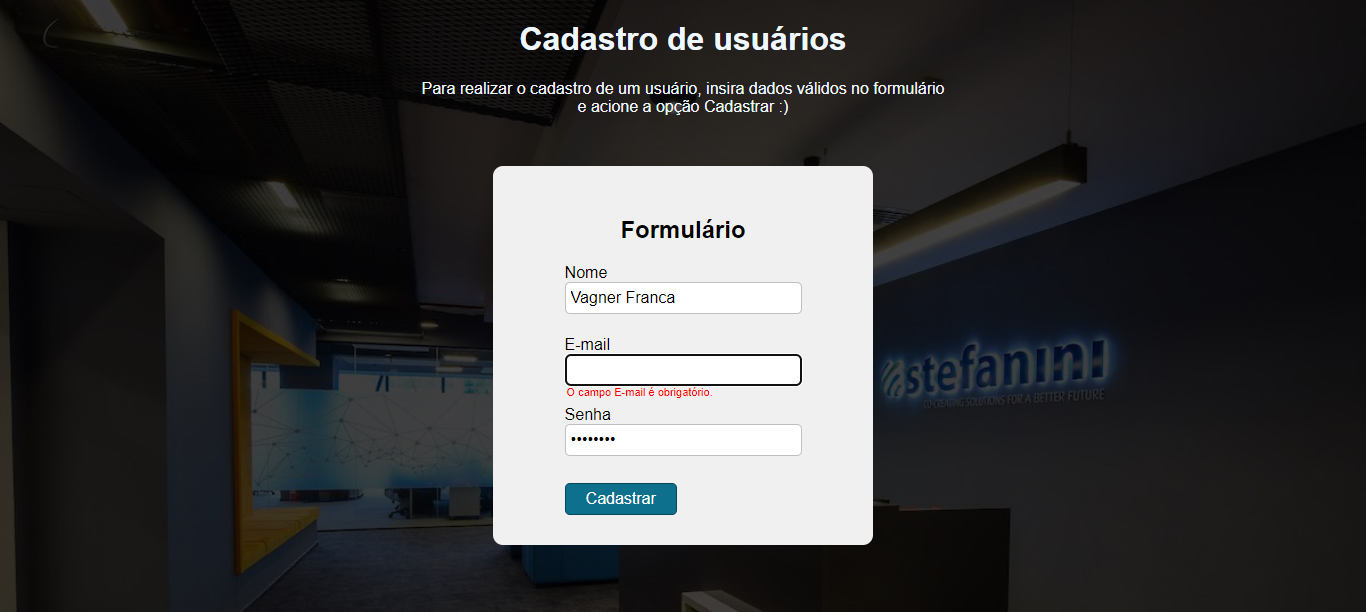 Cadastro de usuários
Para realizar o cadastro de um usuário, insira dados válidos no formulário
e acione a opção Cadastrar :)
Formulário
Nome
Vagner Franca
E-mail
O campo E-mail é obrigatório.
Senha
••••••••
Cadastrar
stefanini
CO-CREATING SOLUTIONS FOR A BETTER FUTURE